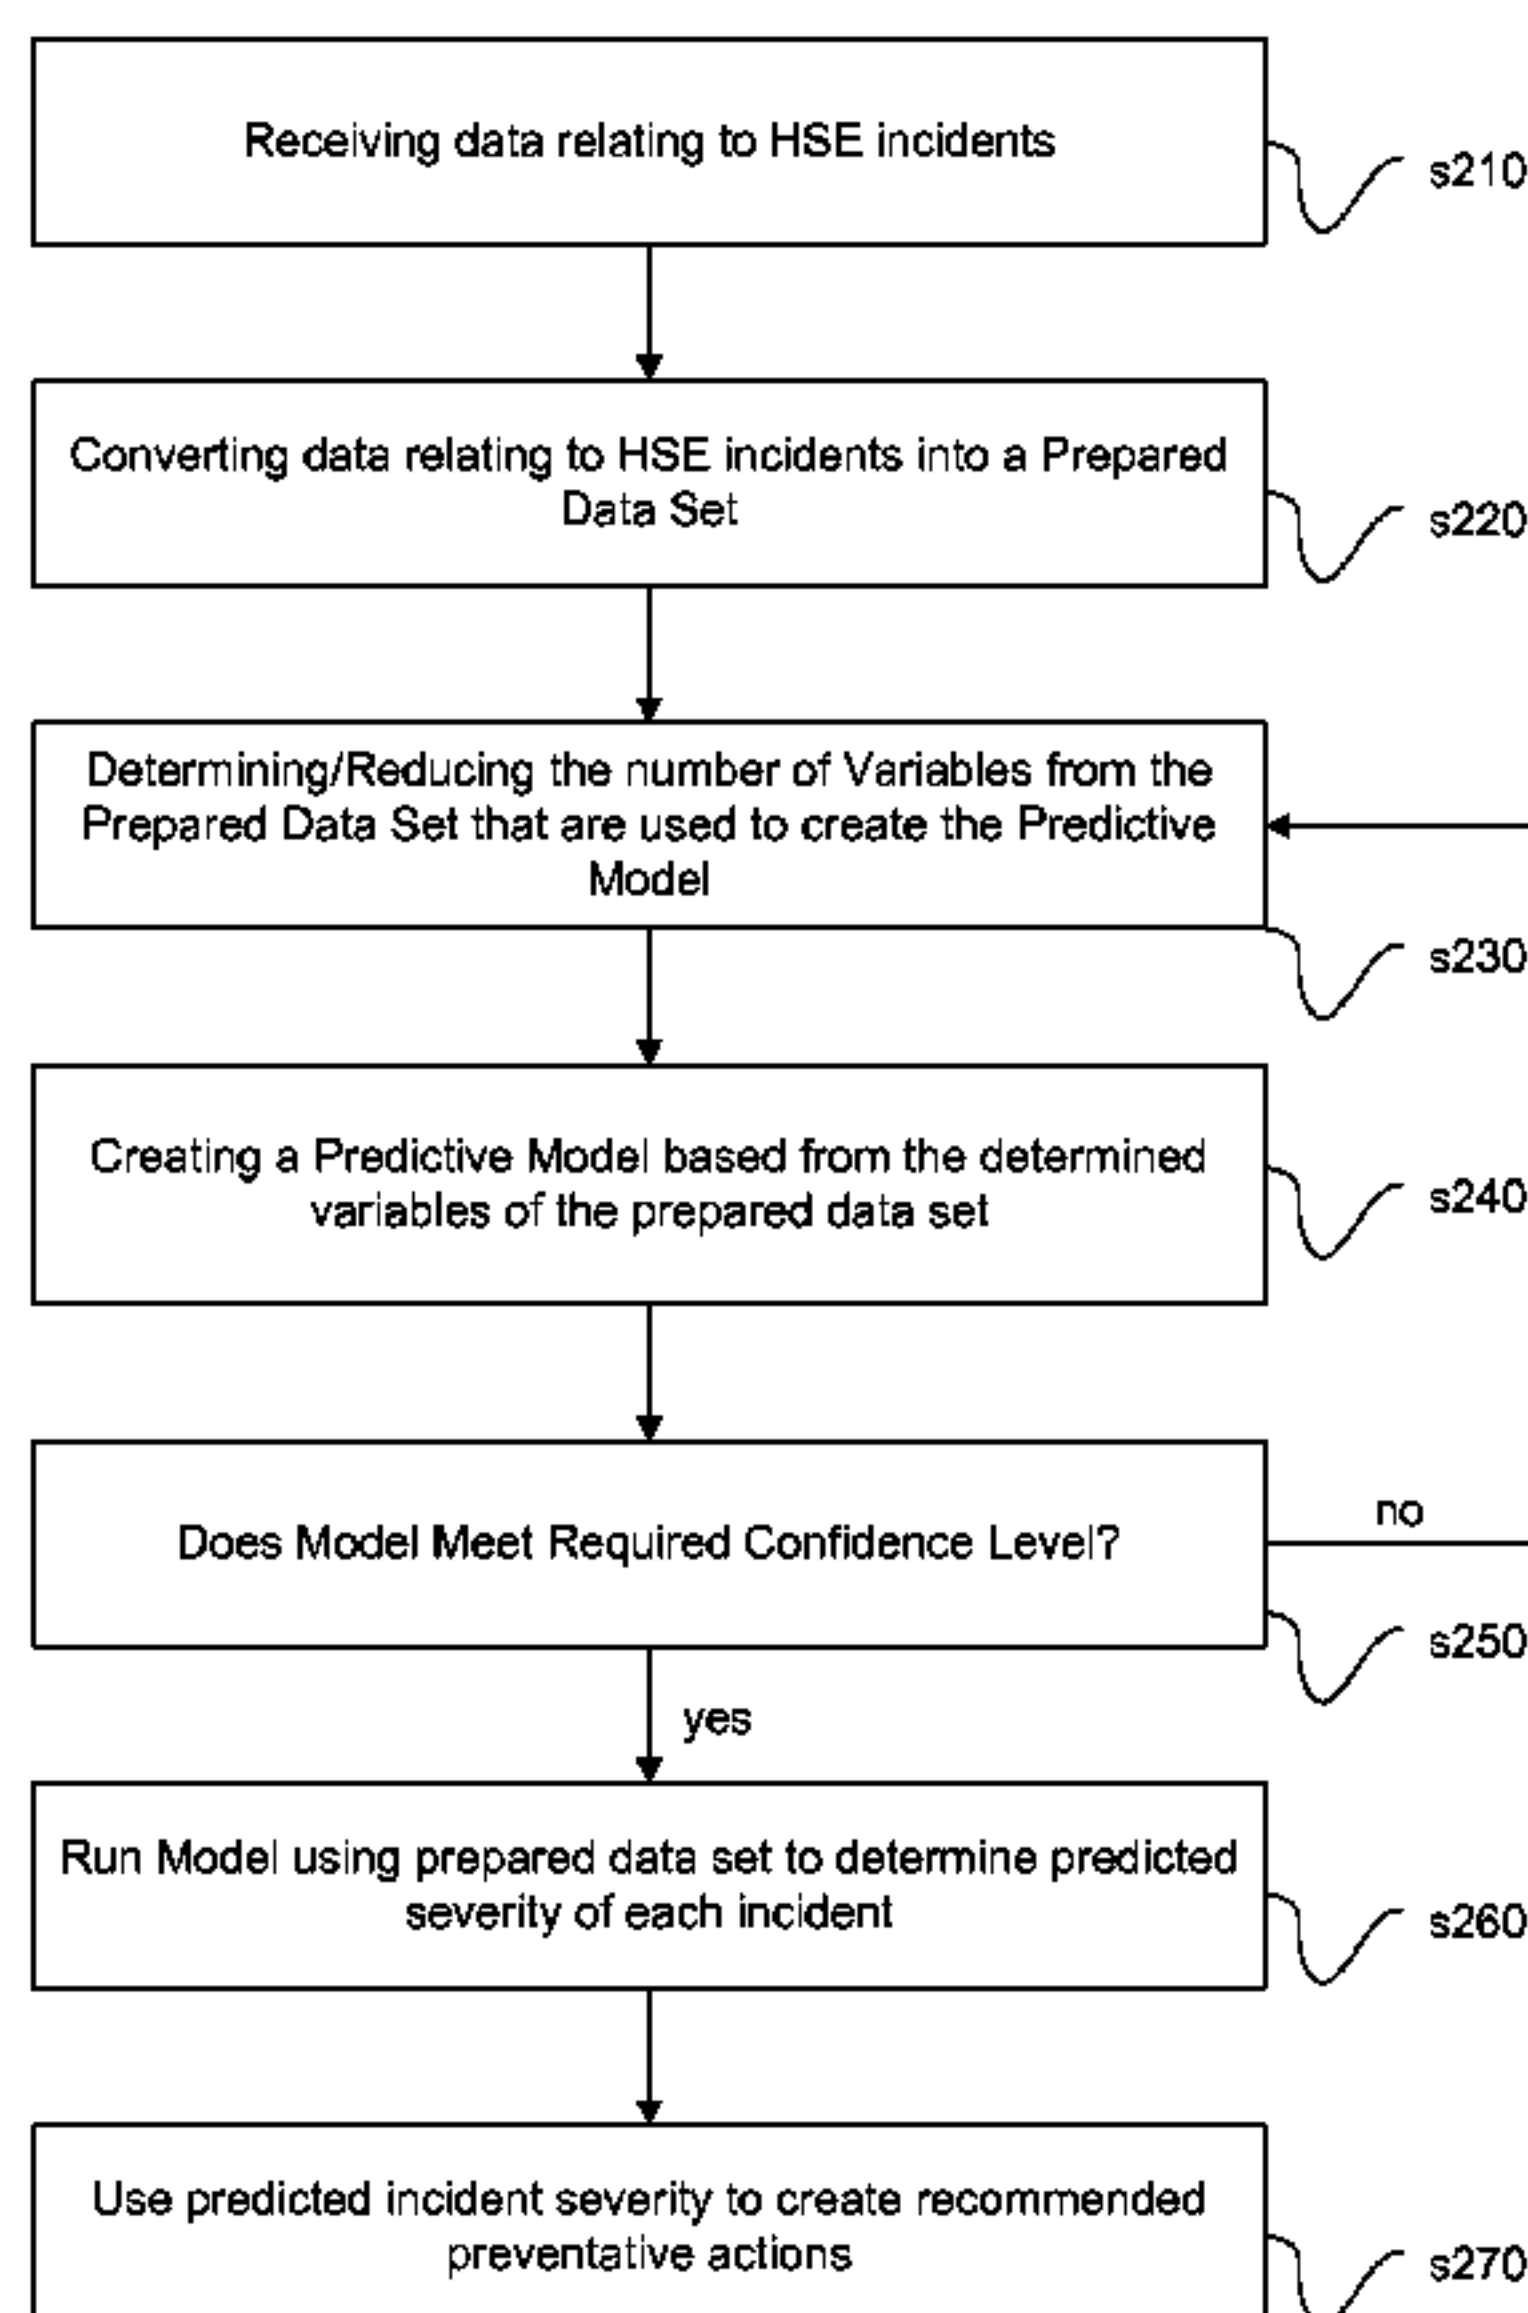 Receiving data relating to HSE incidents
s210
Converting data relating to HSE incidents into a Prepared
Data Set
s220
Determining/Reducing the number of Variables from the
Prepared Data Set that are used to create the Predictive
Model
s230
Creating a Predictive Model based from the determined
variables of the prepared data set
s240
Does Model Meet Required Confidence Level?
no
s250
yes
Run Model using prepared data set to determine predicted
severity of each incident
s260
Use predicted incident severity to create recommended
preventative actions
s270